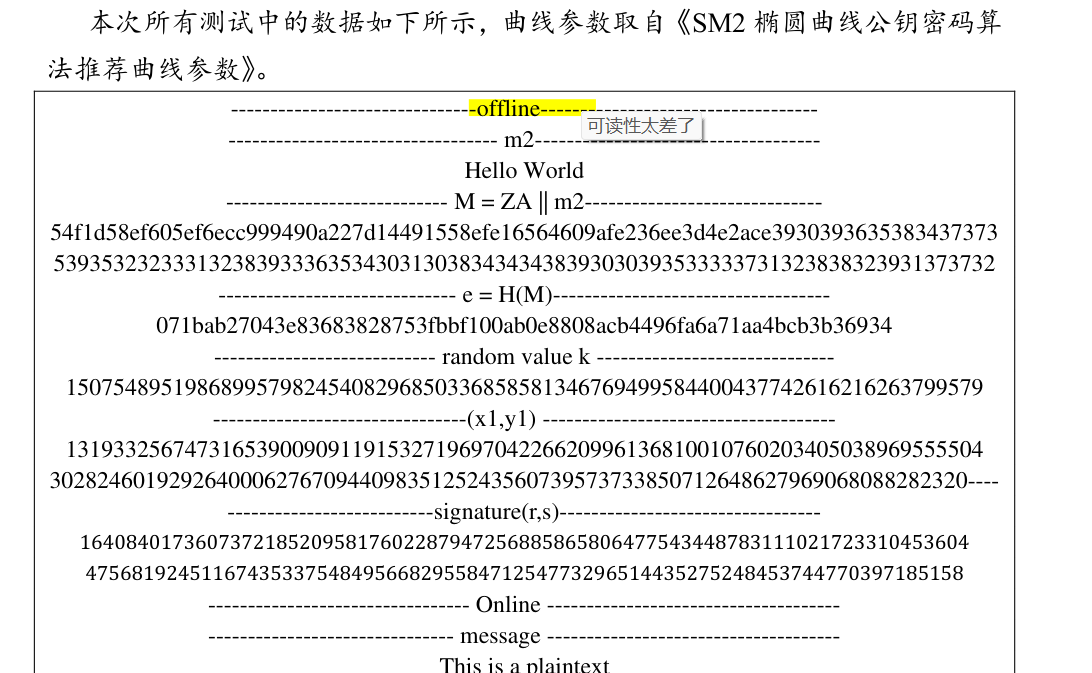 本次所有测试中的数据如下所示，曲线参数取自《SM2 椭圆曲线公钥密码算
法推荐曲线参数》。
-------------------------------offline-----------------------------------
可读性太差了
---------------------------------- m2------------------------------------
Hello World
---------------------------- M = ZA || m2------------------------------
54f1d58ef605ef6ecc999490a227d14491558efe16564609afe236ee3d4e2ace3930393635383437373
53935323233313238393336353430313038343434383930303935333337313238383239313737 32
------------------------------ e = H(M)-----------------------------------
071bab27043e83683828753fbbf100ab0e8808acb4496fa6a71aa4bcb3b36934
---------------------------- random value k ------------------------------
15075489519868995798245408296850336858581346769499584400437742616216263799579
--------------------------------(x1,y1) -------------------------------------
13193325674731653900909119153271969704226620996136810010760203405038969555504
30282460192926400062767094409835125243560739573733850712648627969068088282320----
--------------------------signature(r,s)---------------------------------
16408401736073721852095817602287947256885865806477543448783111021723310453604
47568192451167435337548495668295584712547732965144352752484537447703971851 58
--------------------------------- Online -------------------------------------
------------------------------- message -------------------------------------
This is a plaintext